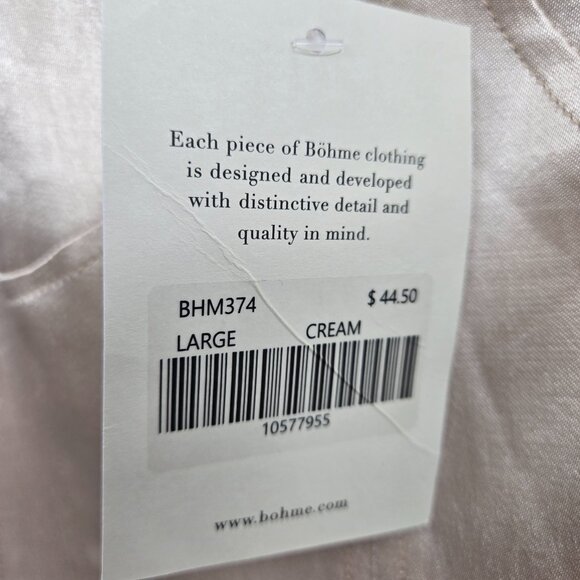 Each piece of Böhme clothing
is designed and developed
with distinctive detail and
quality in mind.
BHM374 $ 44.50
LARGE CREAM
10577955
www.bohme.com